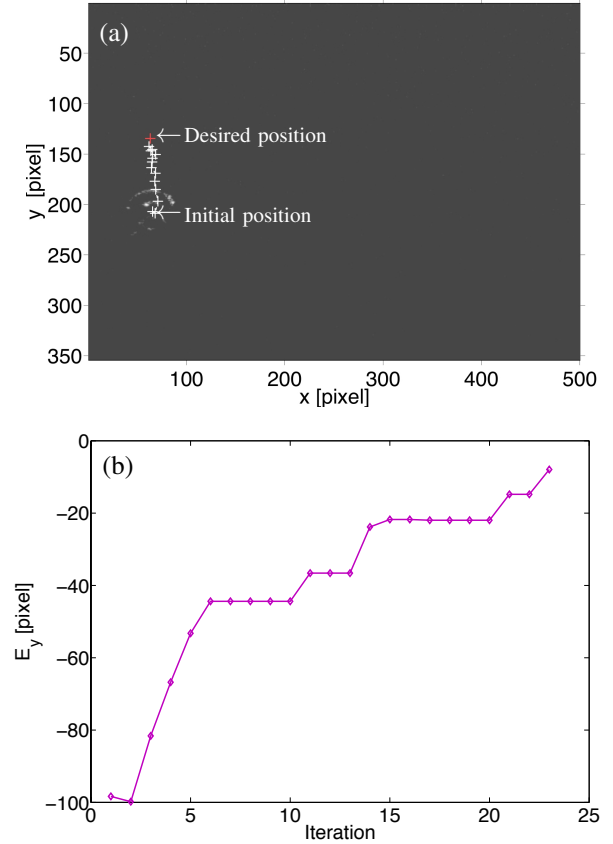 (a)
50
100
150
200
250
300
350
y [pixel]
Desired position
Initial position
100 200 300 400 500
x [pixel]
(b)
0
−20
−40
−60
−80
−100
E_y [pixel]
0 5 10 15 20 25
Iteration